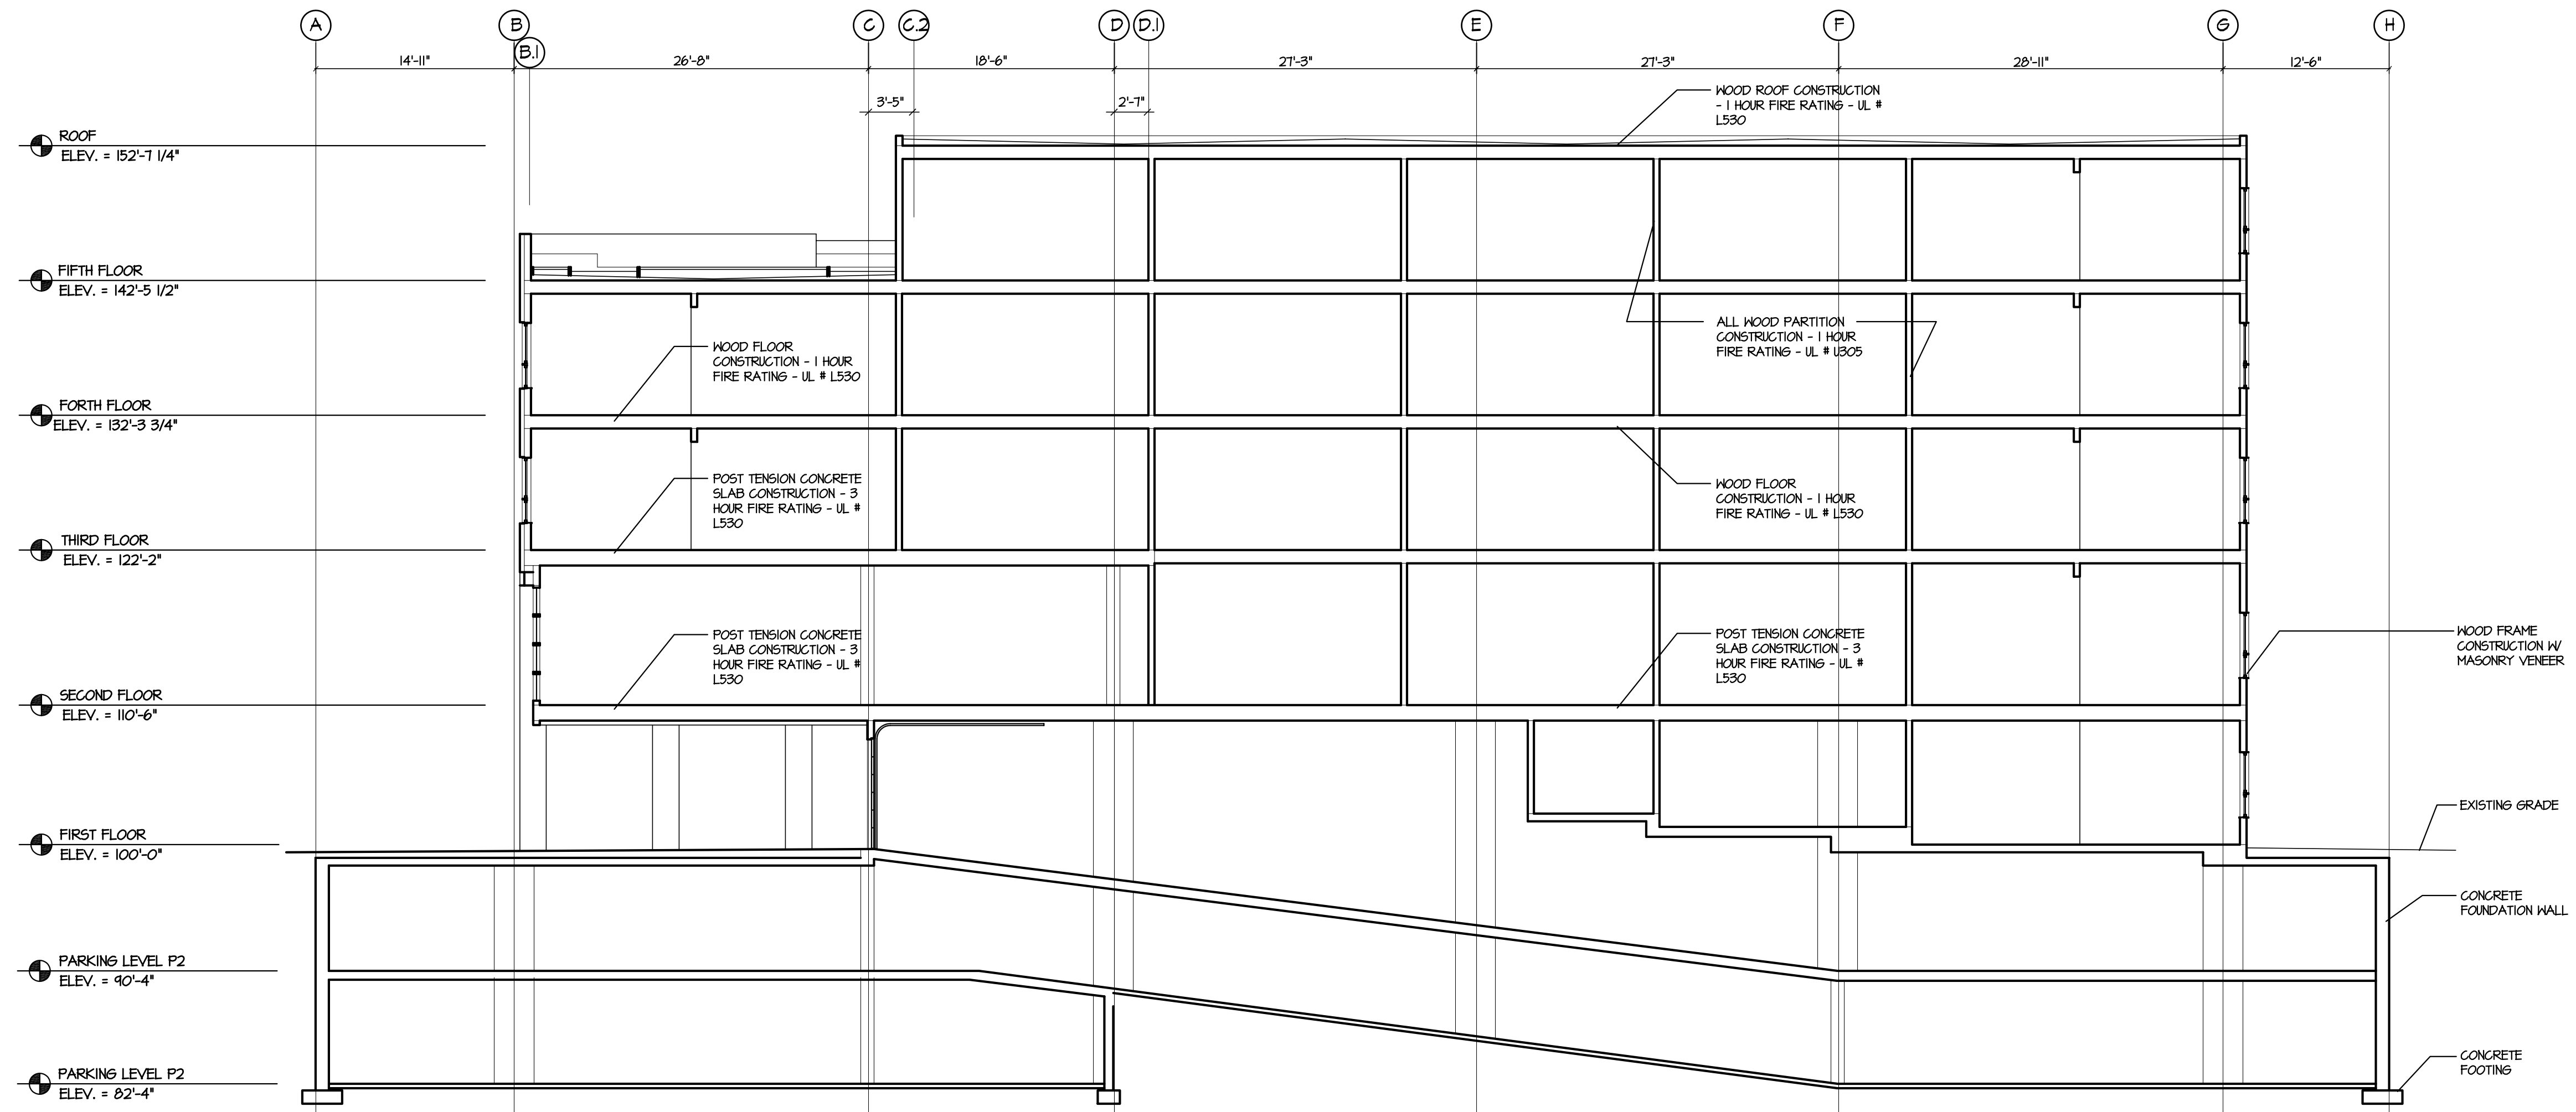 A
B
B.1
C
C.2
D
D.1
E
F
G
H
14'-11"
26'-8"
18'-6"
27'-3"
27'-3"
28'-11"
12'-6"
3'-5"
2'-7"
WOOD ROOF CONSTRUCTION
- 1 HOUR FIRE RATING - UL #
L530
ROOF
ELEV. = 152'-7 1/4"
FIFTH FLOOR
ELEV. = 142'-5 1/2"
ALL WOOD PARTITION
CONSTRUCTION - 1 HOUR
FIRE RATING - UL # U305
WOOD FLOOR
CONSTRUCTION - 1 HOUR
FIRE RATING - UL # L530
FORTH FLOOR
ELEV. = 132'-3 3/4"
POST TENSION CONCRETE
SLAB CONSTRUCTION - 3
HOUR FIRE RATING - UL #
L530
WOOD FLOOR
CONSTRUCTION - 1 HOUR
FIRE RATING - UL # L530
THIRD FLOOR
ELEV. = 122'-2"
POST TENSION CONCRETE
SLAB CONSTRUCTION - 3
HOUR FIRE RATING - UL #
L530
POST TENSION CONCRETE
SLAB CONSTRUCTION - 3
HOUR FIRE RATING - UL #
L530
WOOD FRAME
CONSTRUCTION W/
MASONRY VENEER
SECOND FLOOR
ELEV. = 110'-6"
EXISTING GRADE
FIRST FLOOR
ELEV. = 100'-0"
CONCRETE
FOUNDATION WALL
PARKING LEVEL P2
ELEV. = 90'-4"
CONCRETE
FOOTING
PARKING LEVEL P2
ELEV. = 82'-4"